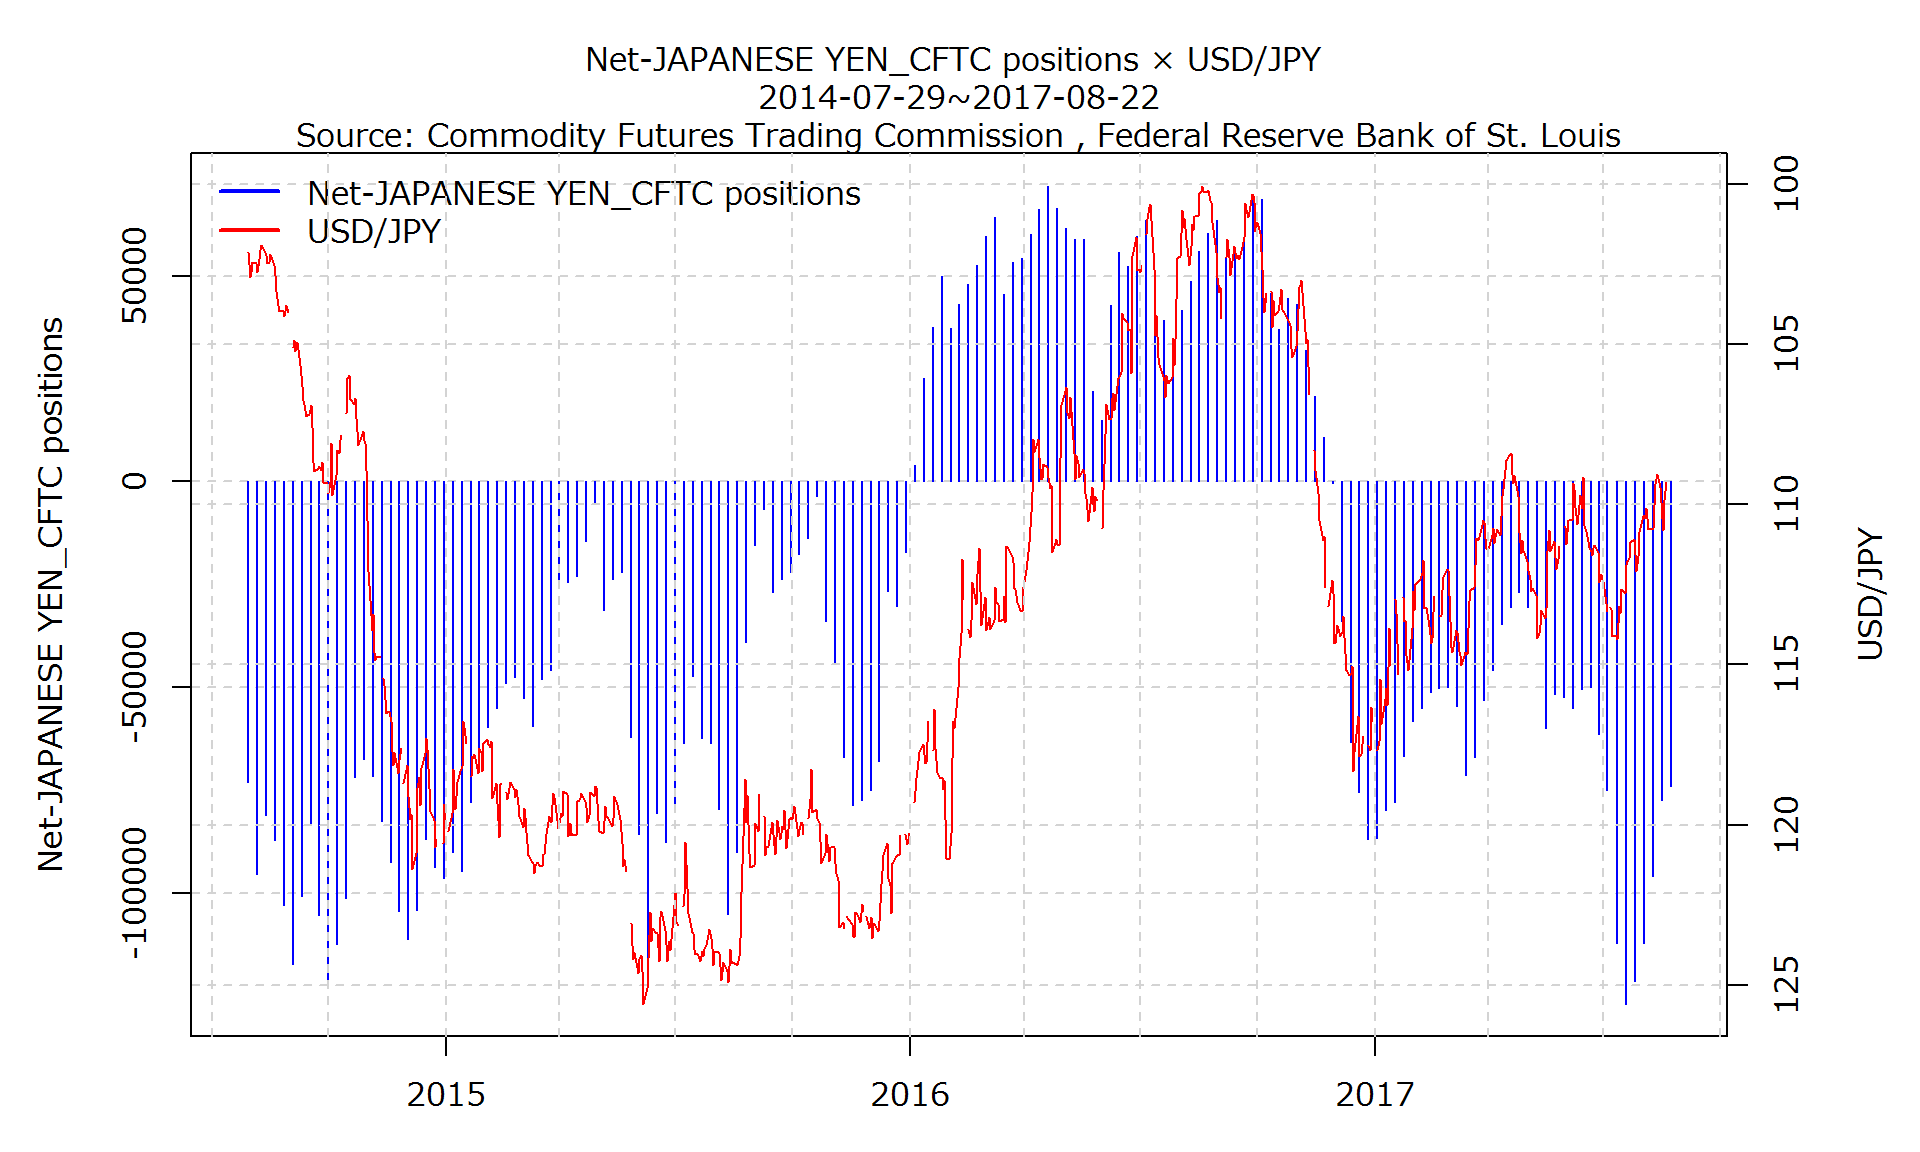 Net-JAPANESE YEN_CFTC positions × USD/JPY
2014-07-29~2017-08-22
Source: Commodity Futures Trading Commission , Federal Reserve Bank of St. Louis
Net-JAPANESE YEN_CFTC positions
USD/JPY
Net-JAPANESE YEN_CFTC positions
50000
0
-50000
-100000
100
105
110
115
120
125
USD/JPY
2015
2016
2017